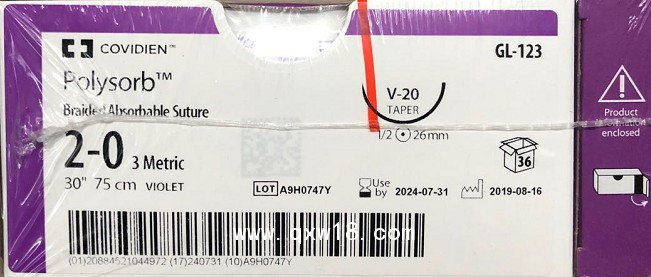 COVIDIEN™
GL-123
Polysorb™
Braided Absorbable Suture
V-20
TAPER
1/2 26mm
2-0 3 Metric
30" 75 cm VIOLET
36
LOT A9H0747Y
Use by 2024-07-31
2019-08-16
www.qxw18.com
(01)20884521044972 (17)240731 (10)A9H0747Y
Product
Information
enclosed